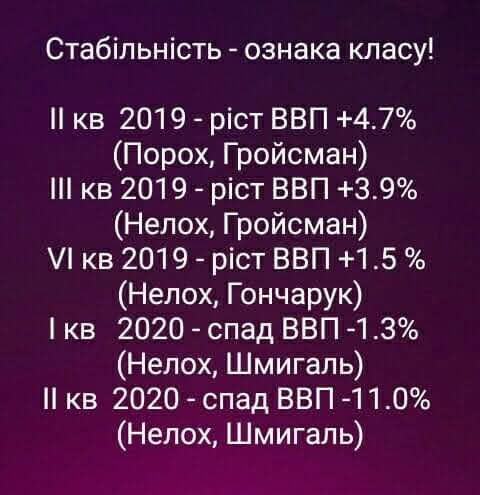 Стабільність - ознака класу!
II кв 2019 - ріст ВВП +4.7%
(Порох, Гройсман)
III кв 2019 - ріст ВВП +3.9%
(Нелох, Гройсман)
VI кв 2019 - ріст ВВП +1.5 %
(Нелох, Гончарук)
I кв 2020 - спад ВВП -1.3%
(Нелох, Шмигаль)
II кв 2020 - спад ВВП -11.0%
(Нелох, Шмигаль)